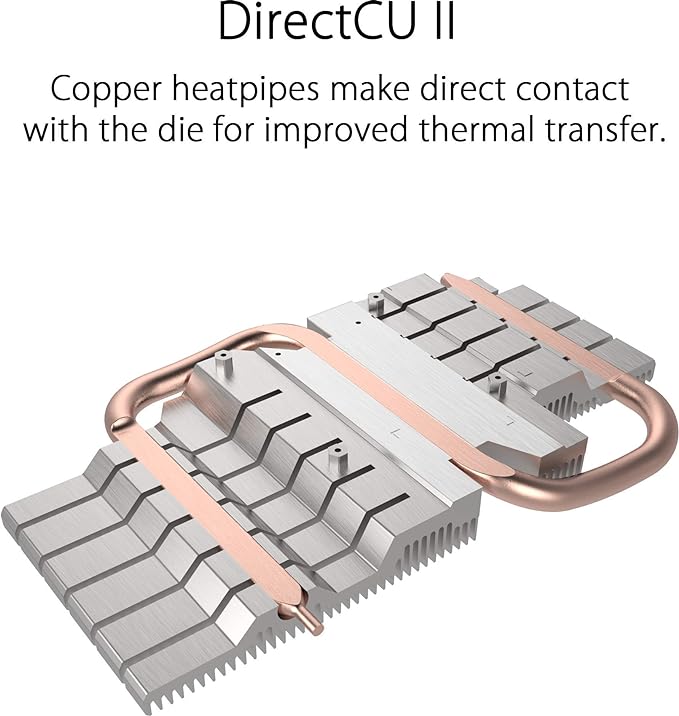 DirectCU II
Copper heatpipes make direct contact
with the die for improved thermal transfer.